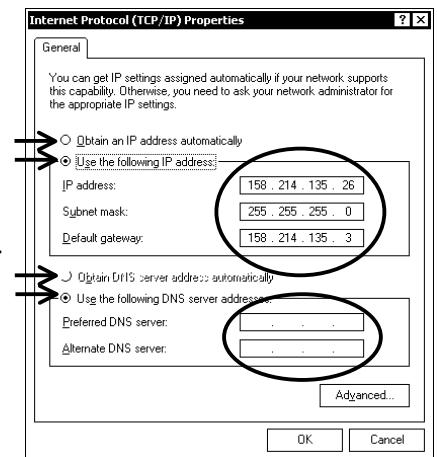 Internet Protocol (TCP/IP) Properties ? X
General
You can get IP settings assigned automatically if your network supports
this capability. Otherwise, you need to ask your network administrator for
the appropriate IP settings.
Obtain an IP address automatically
Use the following IP address:
IP address: 158 . 214 . 135 . 26
Subnet mask: 255 . 255 . 255 . 0
Default gateway: 158 . 214 . 135 . 3
Obtain DNS server address automatically
Use the following DNS server addresses:
Preferred DNS server: . . .
Alternate DNS server: . . .
Advanced...
OK Cancel